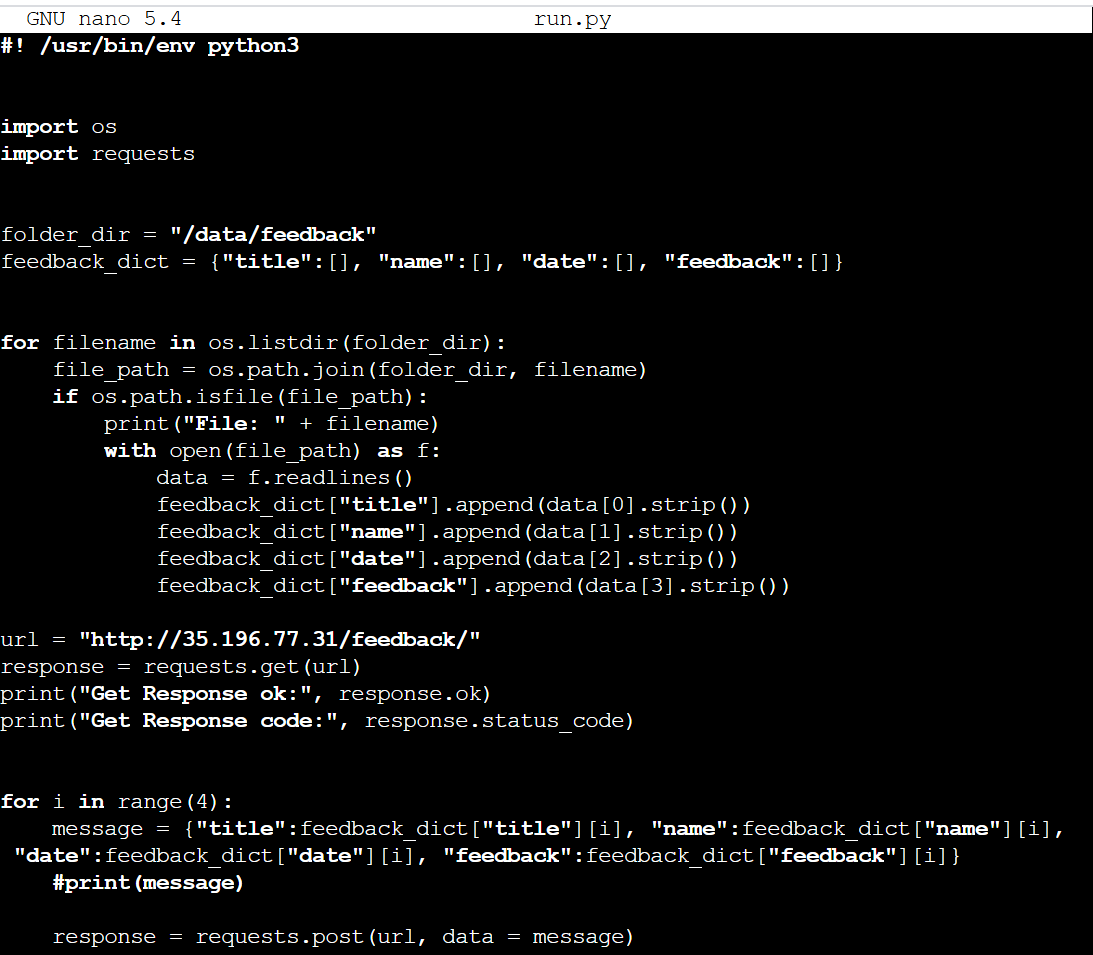 GNU nano 5.4 run.py
#! /usr/bin/env python3
import os
import requests
folder_dir = "/data/feedback"
feedback_dict = {"title":[], "name":[], "date":[], "feedback":[]}
for filename in os.listdir(folder_dir):
    file_path = os.path.join(folder_dir, filename)
    if os.path.isfile(file_path):
        print("File: " + filename)
        with open(file_path) as f:
            data = f.readlines()
            feedback_dict["title"].append(data[0].strip())
            feedback_dict["name"].append(data[1].strip())
            feedback_dict["date"].append(data[2].strip())
            feedback_dict["feedback"].append(data[3].strip())
url = "http://35.196.77.31/feedback/"
response = requests.get(url)
print("Get Response ok:", response.ok)
print("Get Response code:", response.status_code)
for i in range(4):
    message = {"title":feedback_dict["title"][i], "name":feedback_dict["name"][i],
 "date":feedback_dict["date"][i], "feedback":feedback_dict["feedback"][i]}
    #print(message)
    response = requests.post(url, data = message)